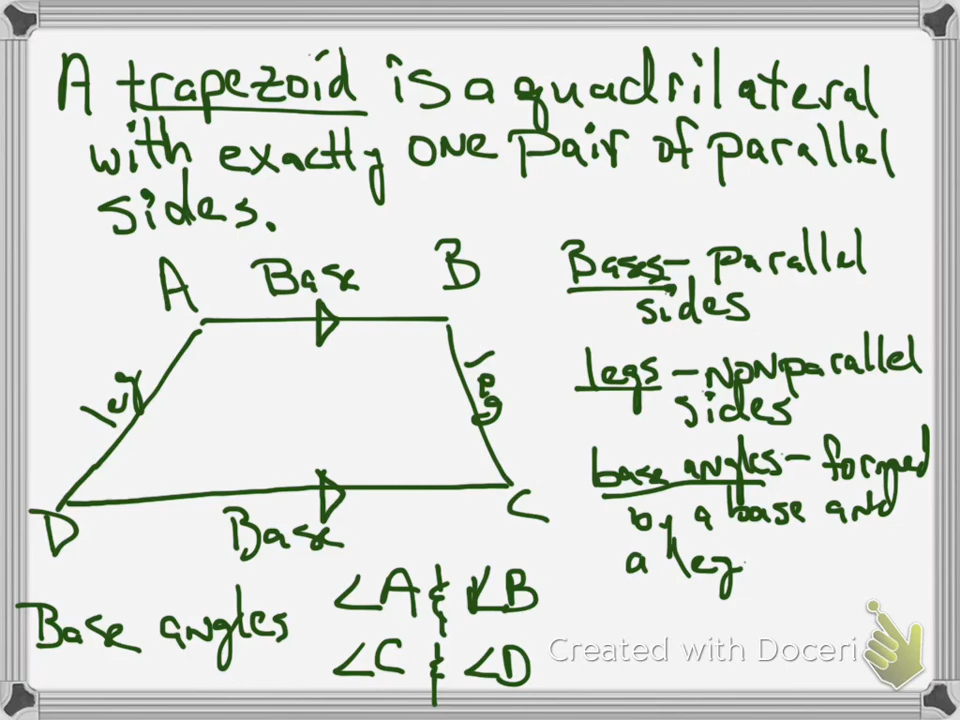 A trapezoid is a quadrilateral
with exactly one pair of parallel
sides.
A Base B
leg
leg
D Base C
Bases - parallel
sides
legs - nonparallel
sides
base angles - formed
by a base and
a leg
Base angles
∠A & ∠B
∠C & ∠D
Created with Doceri